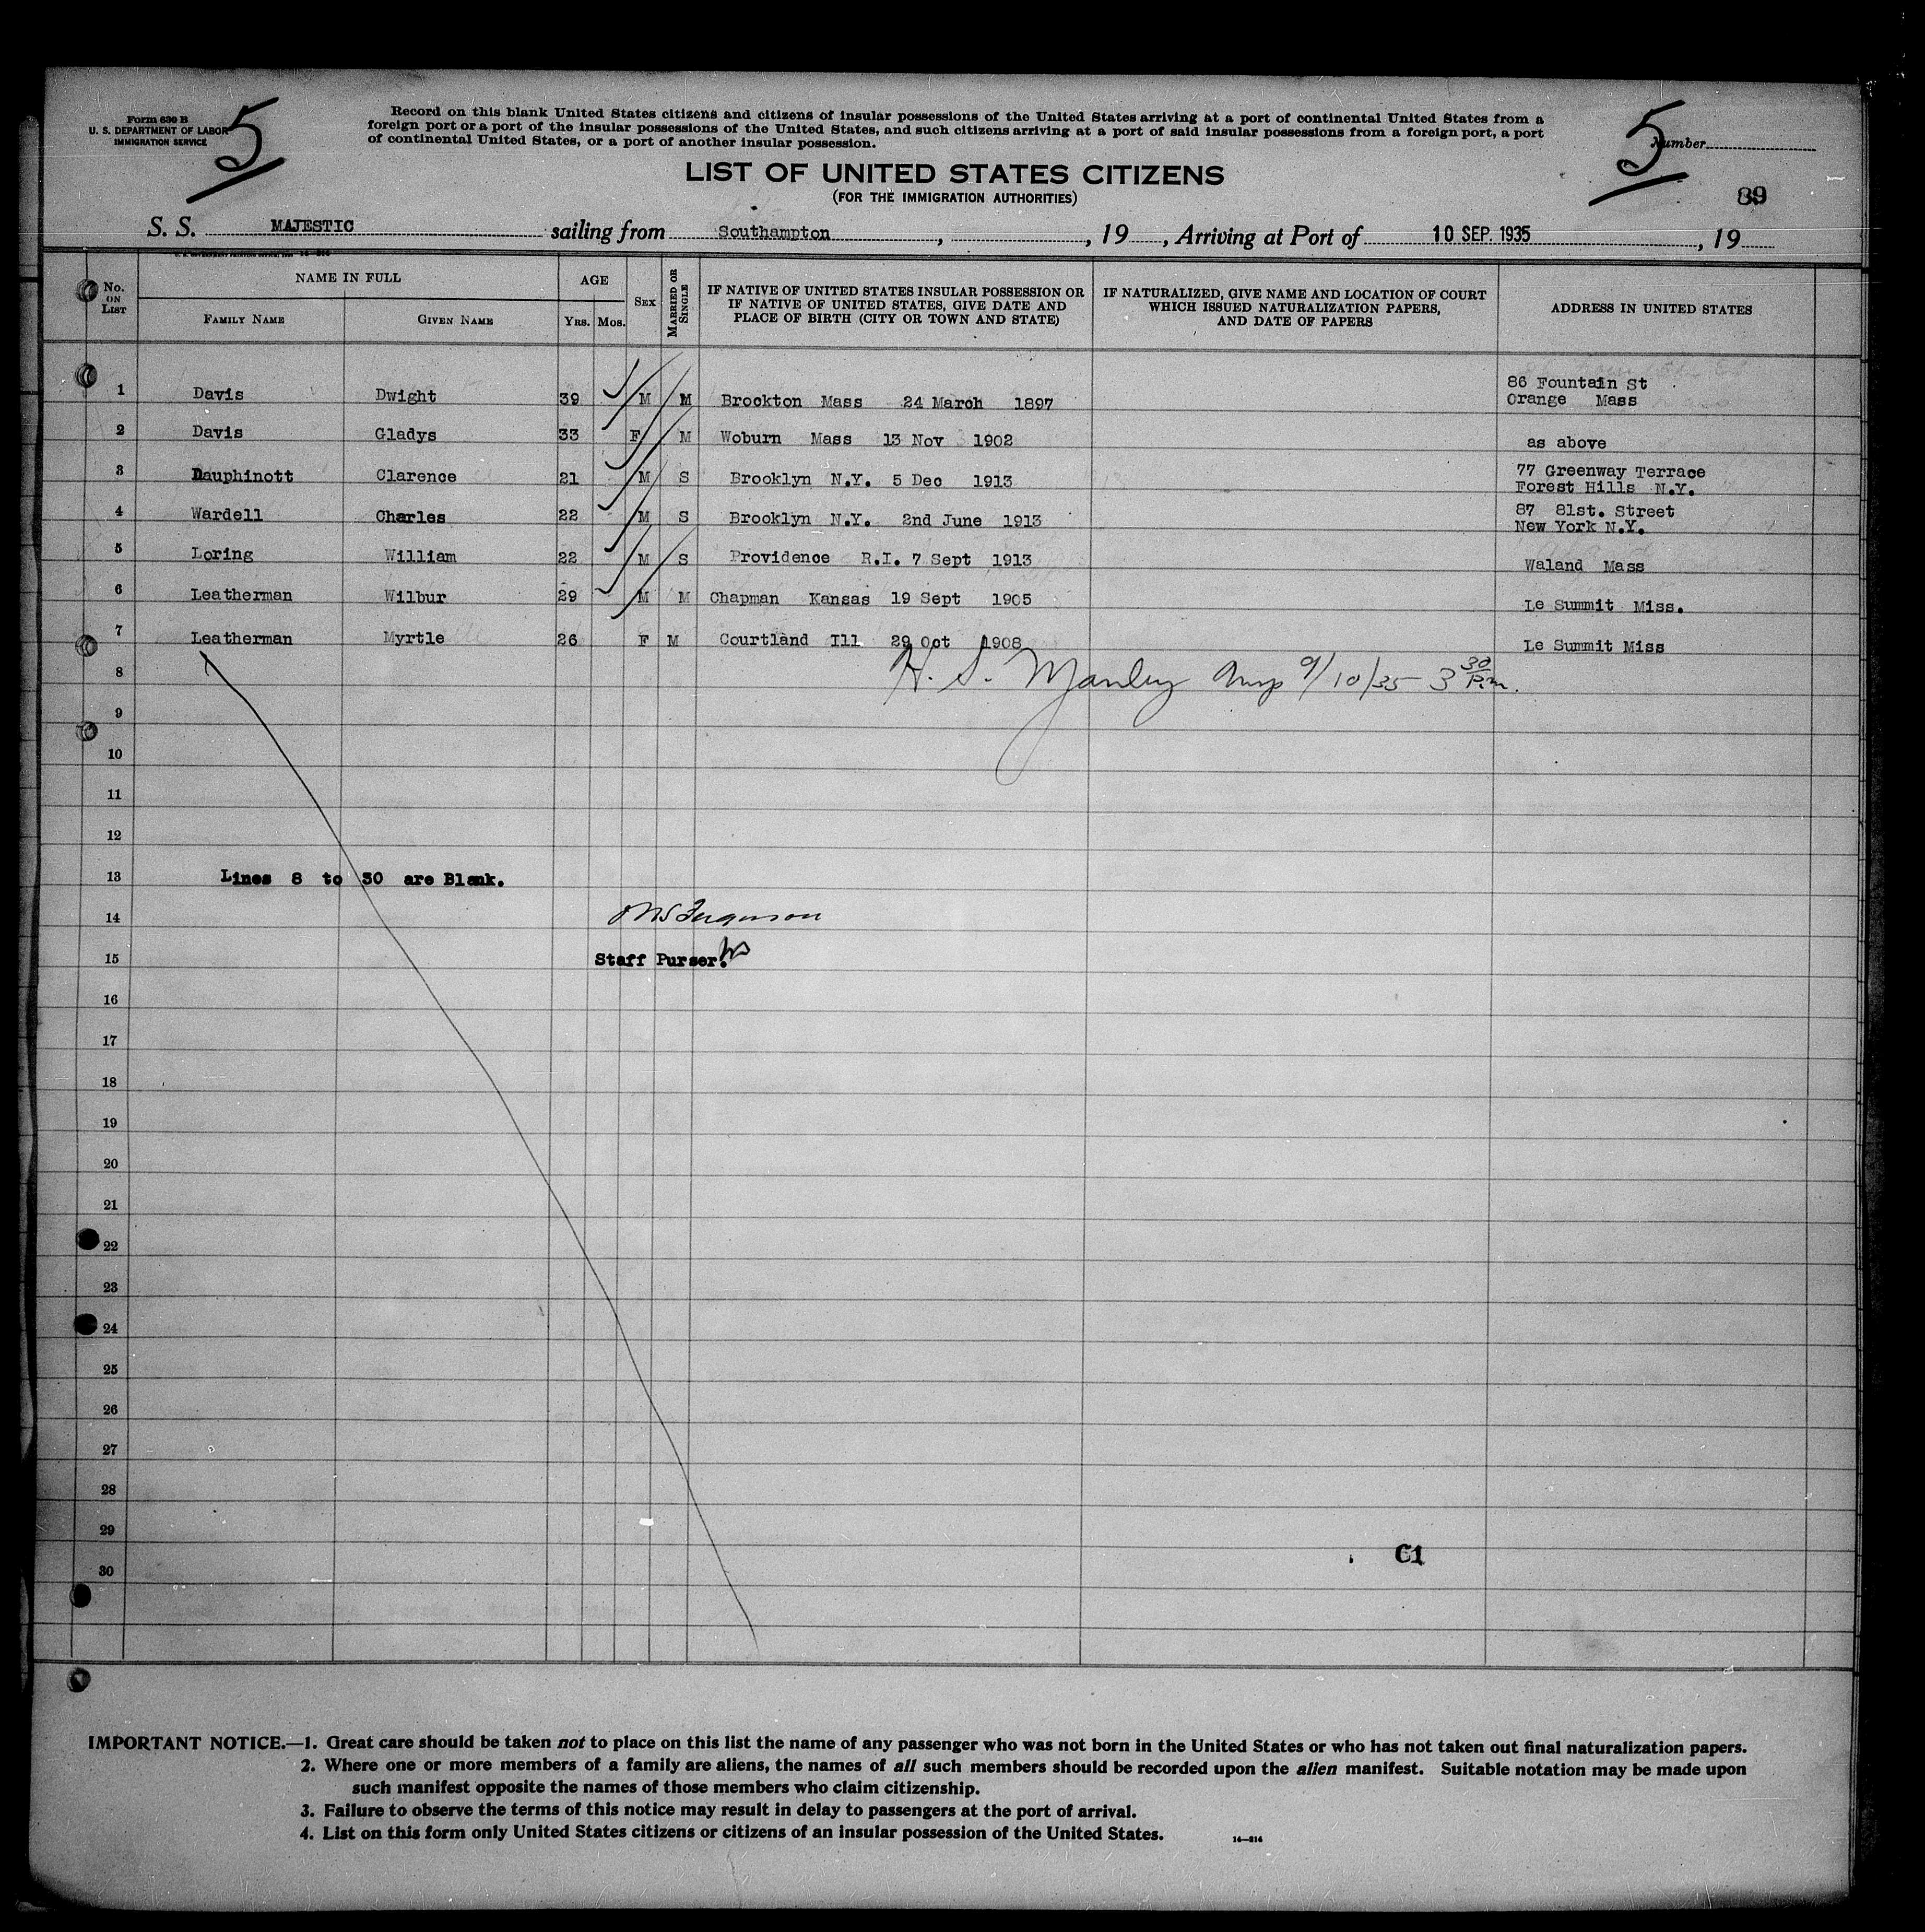 Form 630 B
U. S. DEPARTMENT OF LABOR
IMMIGRATION SERVICE
5
Record on this blank United States citizens and citizens of insular possessions of the United States arriving at a port of continental United States from a
foreign port or a port of the insular possessions of the United States, and such citizens arriving at a port of said insular possessions from a foreign port, a port
of continental United States, or a port of another insular possession.
5
Number
LIST OF UNITED STATES CITIZENS
(FOR THE IMMIGRATION AUTHORITIES)
89
S. S. MAJESTIC sailing from Southampton , , 19 , Arriving at Port of 10 SEP. 1935 , 19
No. ON LIST
NAME IN FULL
FAMILY NAME GIVEN NAME
AGE
YRS. MOS.
SEX
MARRIED OR SINGLE
IF NATIVE OF UNITED STATES INSULAR POSSESSION OR
IF NATIVE OF UNITED STATES, GIVE DATE AND
PLACE OF BIRTH (CITY OR TOWN AND STATE)
IF NATURALIZED, GIVE NAME AND LOCATION OF COURT
WHICH ISSUED NATURALIZATION PAPERS,
AND DATE OF PAPERS
ADDRESS IN UNITED STATES
1 Davis Dwight 39 M M Brockton Mass 24 March 1897 86 Fountain St
Orange Mass
2 Davis Gladys 33 F M Woburn Mass 13 Nov 1902 as above
3 Dauphinott Clarence 21 M S Brooklyn N.Y. 5 Dec 1913 77 Greenway Terrace
Forest Hills N.Y.
4 Wardell Charles 22 M S Brooklyn N.Y. 2nd June 1913 87 81st. Street
New York N.Y.
5 Loring William 22 M S Providence R.I. 7 Sept 1913 Waland Mass
6 Leatherman Wilbur 29 M M Chapman Kansas 19 Sept 1905 Le Summit Miss.
7 Leatherman Myrtle 26 F M Courtland Ill 29 Oct 1908 Le Summit Miss
8 H. S. Manley 9/10/35 3 30 P.m.
9
10
11
12
13 Lines 8 to 30 are Blank.
14 Ferguson
15 Staff Purser.
16
17
18
19
20
21
22
23
24
25
26
27
28
29
C1
30
IMPORTANT NOTICE.—1. Great care should be taken not to place on this list the name of any passenger who was not born in the United States or who has not taken out final naturalization papers.
2. Where one or more members of a family are aliens, the names of all such members should be recorded upon the alien manifest. Suitable notation may be made upon
such manifest opposite the names of those members who claim citizenship.
3. Failure to observe the terms of this notice may result in delay to passengers at the port of arrival.
4. List on this form only United States citizens or citizens of an insular possession of the United States.
14—214